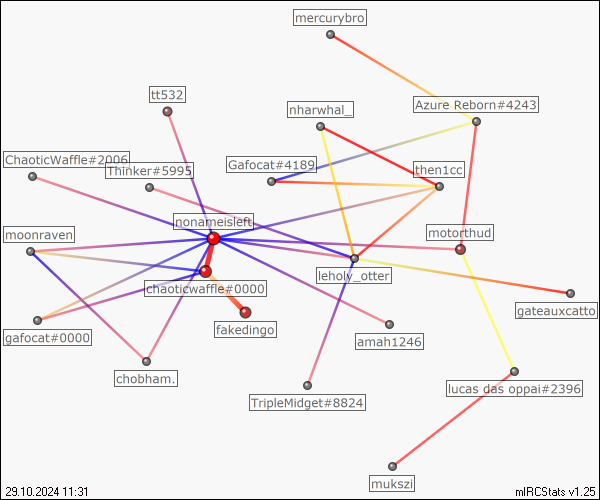 mercurybro
tt532
nharwhal_
Azure Reborn#4243
ChaoticWaffle#2006
Thinker#5995
Gafocat#4189
then1cc
nonameisleft
moonraven
motorthud
leholy_otter
chaoticwaffle#0000
gateauxcatto
fakedingo
gafocat#0000
amah1246
chobham.
lucas das oppai#2396
TripleMidget#8824
mukszi
29.10.2024 11:31
mIRCStats v1.25